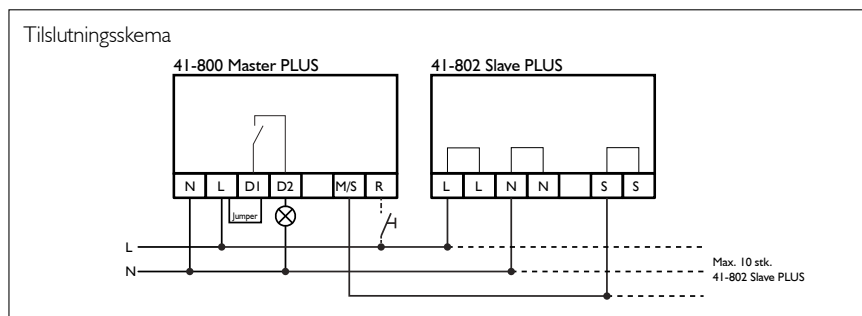 Tilslutningsskema
41-800 Master PLUS
41-802 Slave PLUS
N L D1 D2 M/S R
L L N N S S
Jumper
L
N
Max. 10 stk.
41-802 Slave PLUS